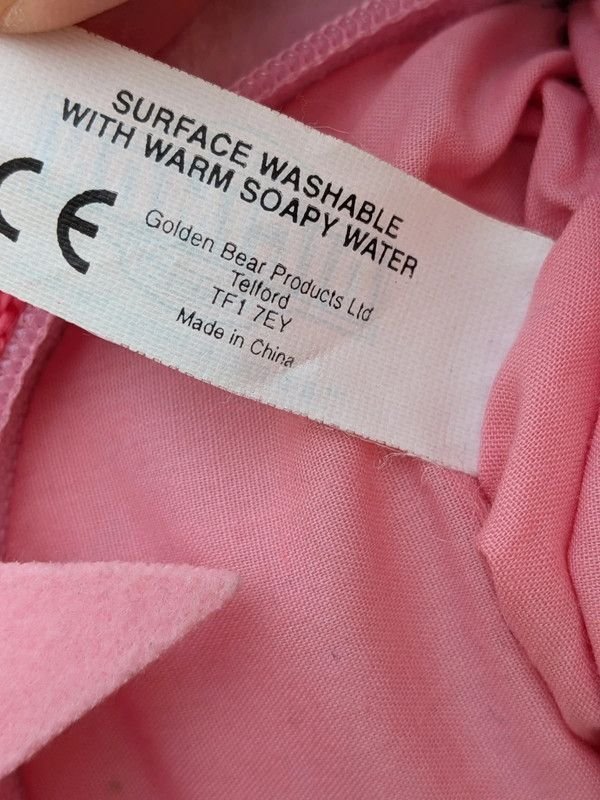 SURFACE WASHABLE
WITH WARM SOAPY WATER
CE
Golden Bear Products Ltd
Telford
TF1 7EY
Made in China